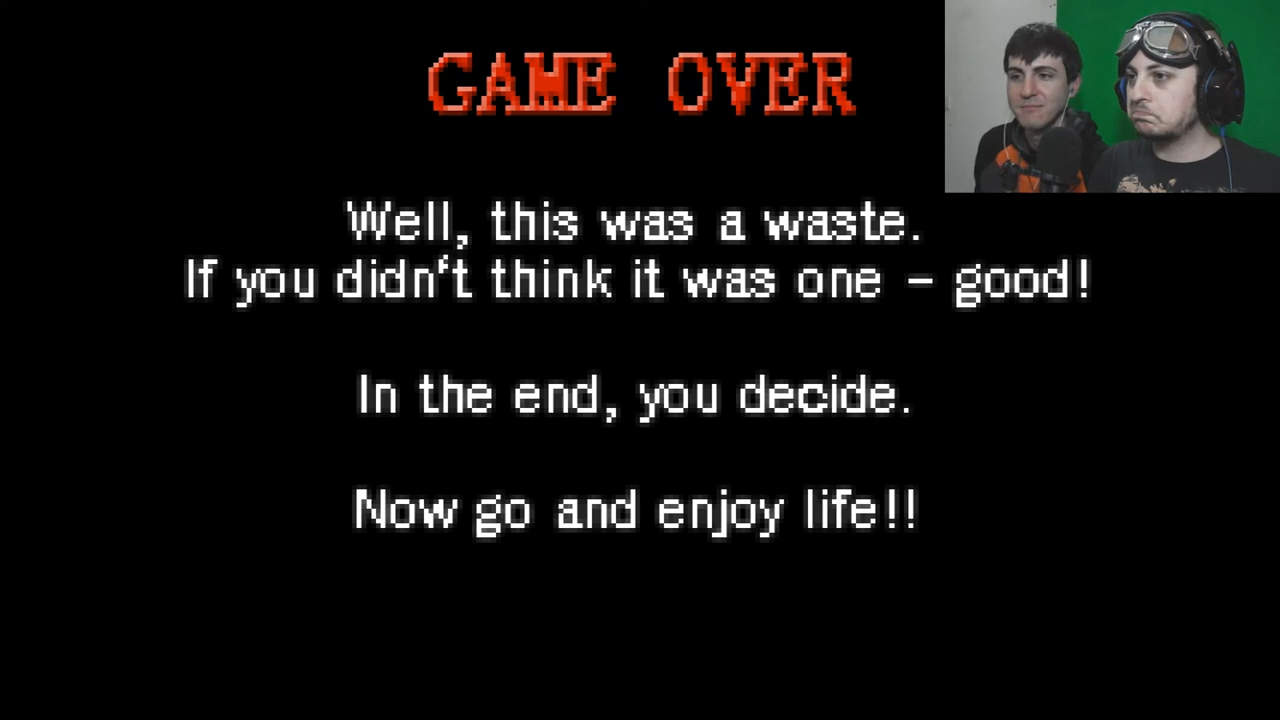 GAME OVER
Well, this was a waste.
If you didn't think it was one - good!
In the end, you decide.
Now go and enjoy life!!